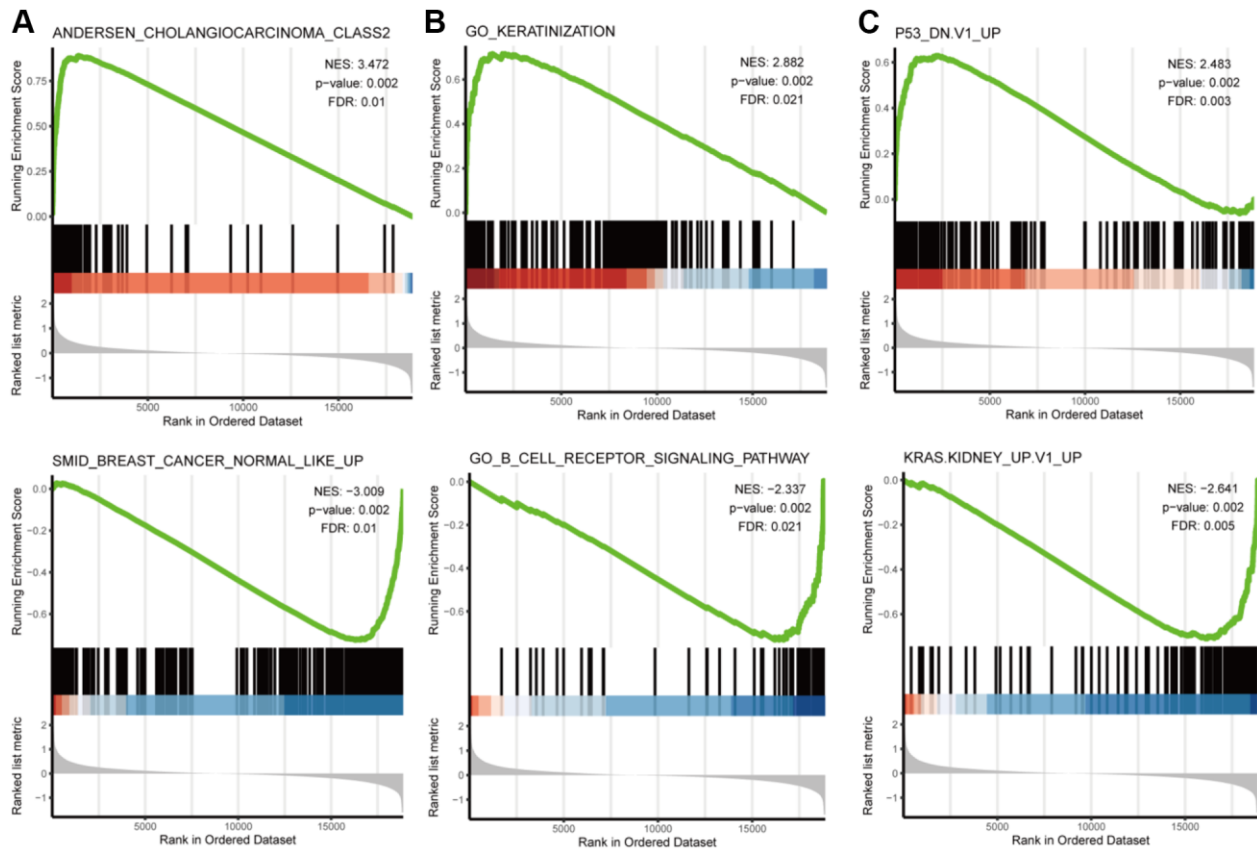 A
ANDERSEN_CHOLANGIOCARCINOMA_CLASS2
NES: 3.472
p-value: 0.002
FDR: 0.01
Running Enrichment Score
0.75
0.50
0.25
0.00
Ranked list metric
2
1
0
−1
5000 10000 15000
Rank in Ordered Dataset
B
GO_KERATINIZATION
NES: 2.882
p-value: 0.002
FDR: 0.021
Running Enrichment Score
0.6
0.4
0.2
0.0
Ranked list metric
2
1
0
−1
5000 10000 15000
Rank in Ordered Dataset
C
P53_DN.V1_UP
NES: 2.483
p-value: 0.002
FDR: 0.003
Running Enrichment Score
0.6
0.4
0.2
0.0
Ranked list metric
2
1
0
−1
5000 10000 15000
Rank in Ordered Dataset
SMID_BREAST_CANCER_NORMAL_LIKE_UP
NES: −3.009
p-value: 0.002
FDR: 0.01
Running Enrichment Score
0.0
−0.2
−0.4
−0.6
Ranked list metric
2
1
0
−1
5000 10000 15000
Rank in Ordered Dataset
GO_B_CELL_RECEPTOR_SIGNALING_PATHWAY
NES: −2.337
p-value: 0.002
FDR: 0.021
Running Enrichment Score
0.0
−0.2
−0.4
−0.6
Ranked list metric
2
1
0
−1
5000 10000 15000
Rank in Ordered Dataset
KRAS.KIDNEY_UP.V1_UP
NES: −2.641
p-value: 0.002
FDR: 0.005
Running Enrichment Score
0.0
−0.2
−0.4
−0.6
Ranked list metric
2
1
0
−1
5000 10000 15000
Rank in Ordered Dataset